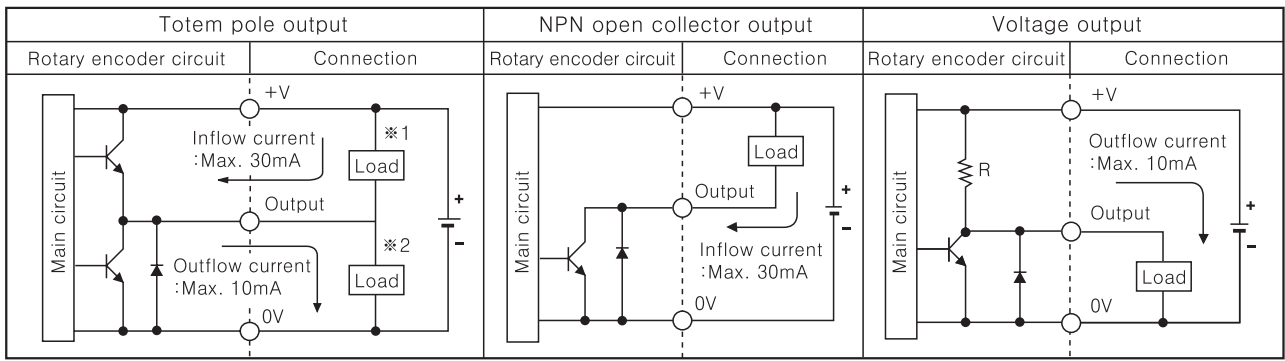 Totem pole output
Rotary encoder circuit
Connection
Main circuit
+V
Inflow current
:Max. 30mA
※1
Load
Output
+
-
※2
Outflow current
:Max. 10mA
Load
0V
NPN open collector output
Rotary encoder circuit
Connection
Main circuit
+V
Load
Output
+
-
Inflow current
:Max. 30mA
0V
Voltage output
Rotary encoder circuit
Connection
Main circuit
+V
Outflow current
:Max. 10mA
R
Output
+
-
Load
0V